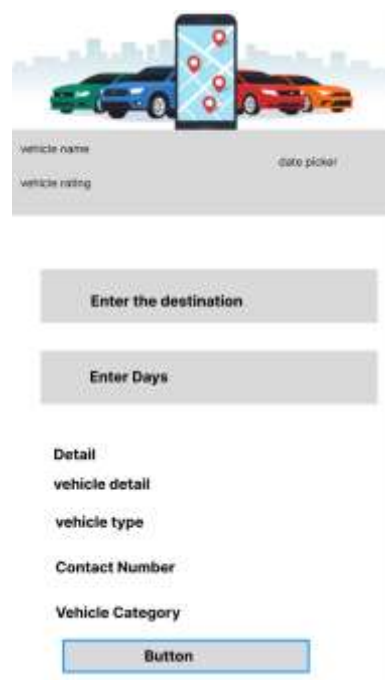 vehicle name
date picker
vehicle rating
Enter the destination
Enter Days
Detail
vehicle detail
vehicle type
Contact Number
Vehicle Category
Button